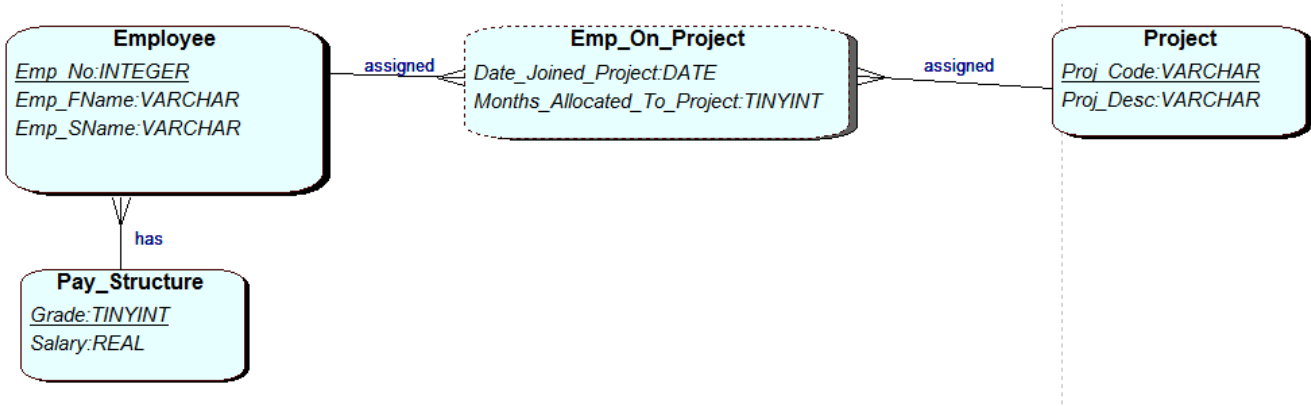 Employee
Emp_No:INTEGER
Emp_FName:VARCHAR
Emp_SName:VARCHAR
assigned
Emp_On_Project
Date_Joined_Project:DATE
Months_Allocated_To_Project:TINYINT
assigned
Project
Proj_Code:VARCHAR
Proj_Desc:VARCHAR
has
Pay_Structure
Grade:TINYINT
Salary:REAL